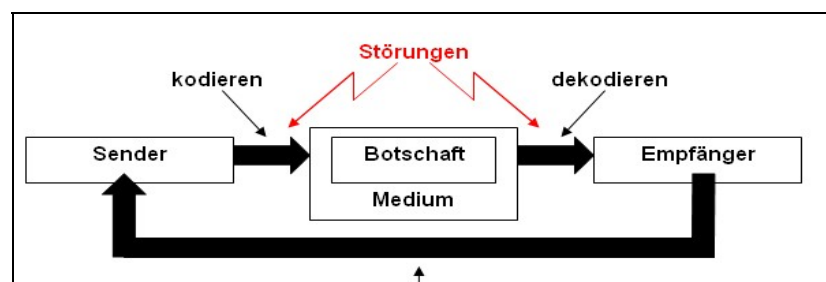 Störungen
kodieren
dekodieren
Sender
Botschaft
Empfänger
Medium